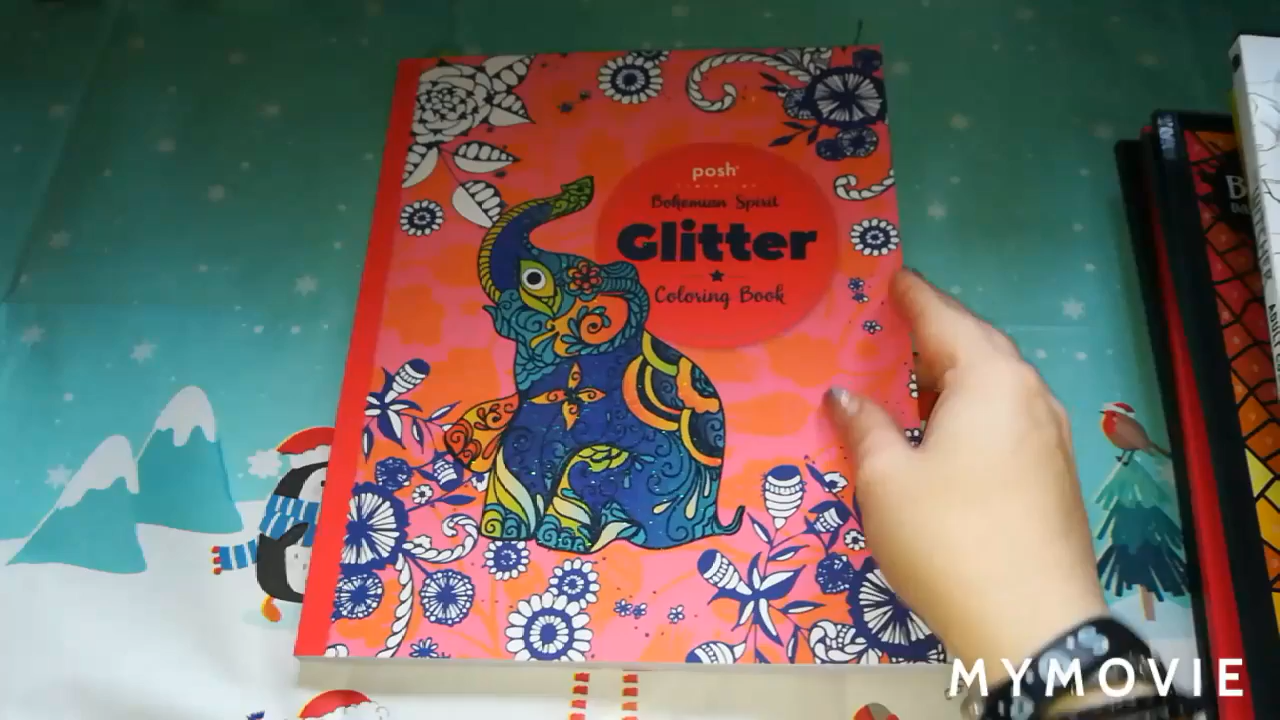 posh
Bohemian Spirit
Glitter
Coloring Book
MYMOVIE